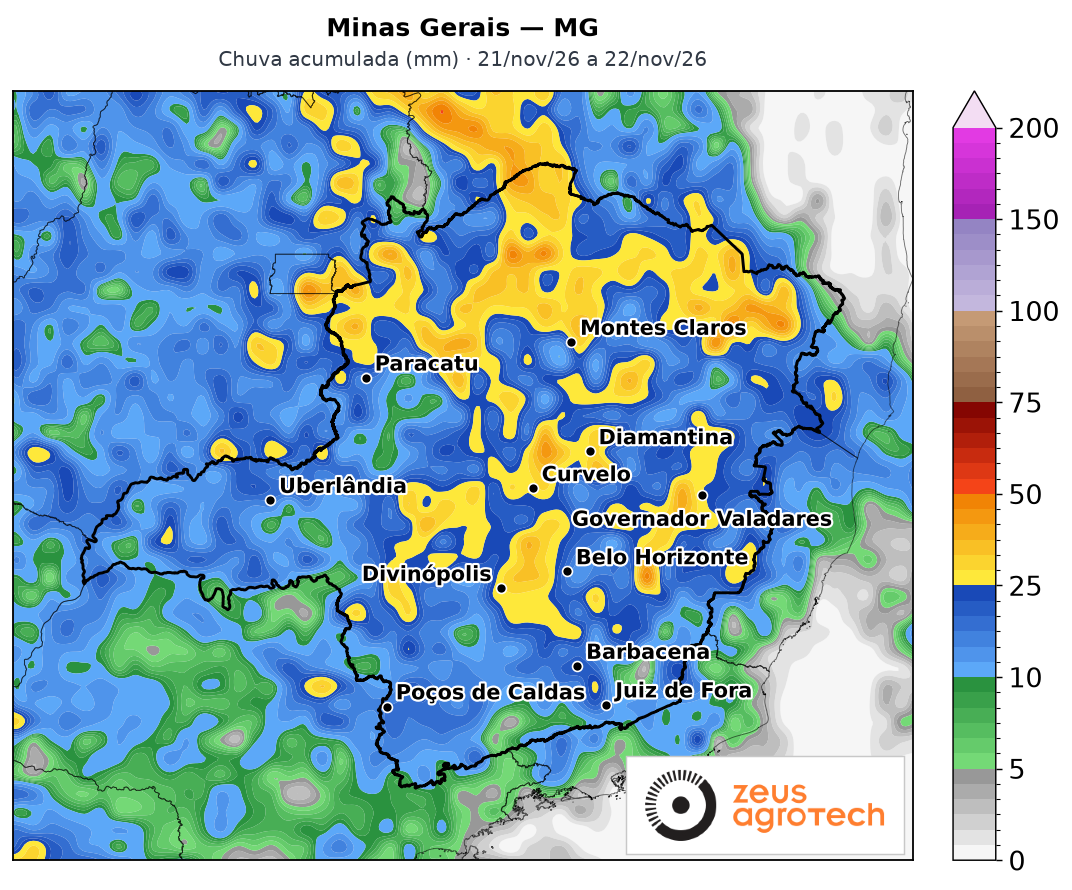 Minas Gerais — MG
Chuva acumulada (mm) · 21/nov/26 a 22/nov/26
200
150
100
75
50
25
10
5
0
Montes Claros
Paracatu
Diamantina
Curvelo
Uberlândia
Governador Valadares
Belo Horizonte
Divinópolis
Barbacena
Poços de Caldas
Juiz de Fora
zeus
agrotech